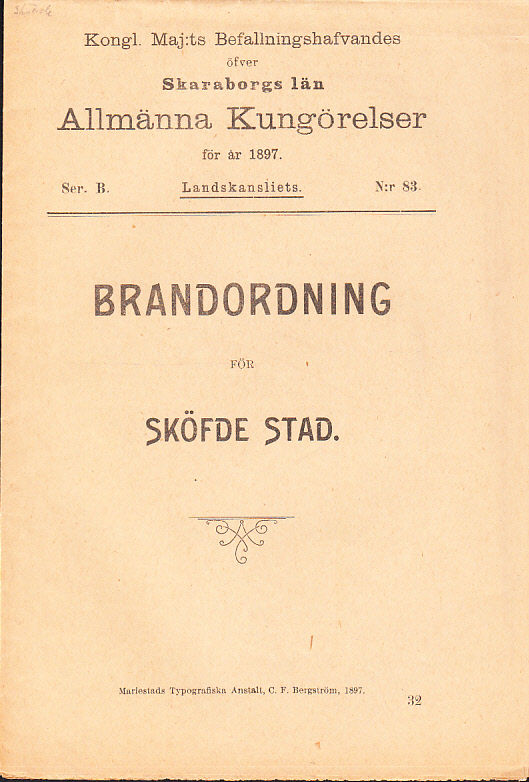 Kongl. Maj:ts Befallningshafvandes
öfver
Skaraborgs län
Allmänna Kungörelser
för år 1897.
Ser. B. Landskansliets. N:r 83.
BRANDORDNING
FÖR
SKÖFDE STAD.
Mariestads Typografiska Anstalt, C. F. Bergström, 1897.
32